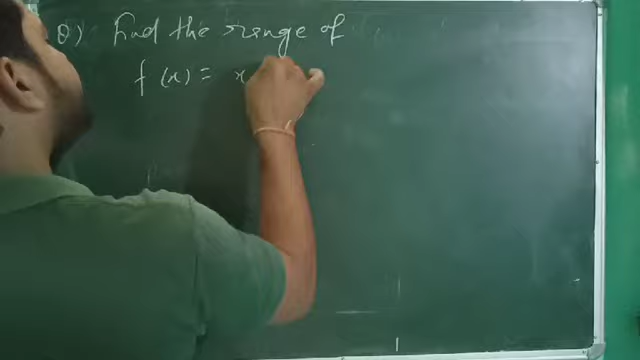 Q) Find the range of
f(x) = x